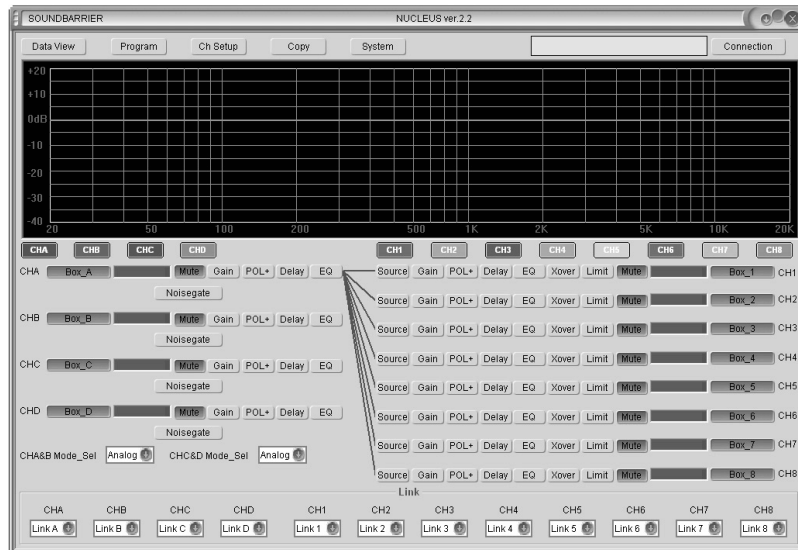 SOUNDBARRIER NUCLEUS ver.2.2
Data View Program Ch Setup Copy System Connection
+20
+10
0dB
-10
-20
-30
-40
20 50 100 200 500 1K 2K 5K 10K 20K
CHA CHB CHC CHD CH1 CH2 CH3 CH4 CH5 CH6 CH7 CH8
CHA Box_A Mute Gain POL+ Delay EQ Source Gain POL+ Delay EQ Xover Limit Mute Box_1 CH1
Noisegate
Source Gain POL+ Delay EQ Xover Limit Mute Box_2 CH2
CHB Box_B Mute Gain POL+ Delay EQ
Source Gain POL+ Delay EQ Xover Limit Mute Box_3 CH3
Noisegate
Source Gain POL+ Delay EQ Xover Limit Mute Box_4 CH4
CHC Box_C Mute Gain POL+ Delay EQ
Noisegate
Source Gain POL+ Delay EQ Xover Limit Mute Box_5 CH5
CHD Box_D Mute Gain POL+ Delay EQ
Source Gain POL+ Delay EQ Xover Limit Mute Box_6 CH6
Noisegate
Source Gain POL+ Delay EQ Xover Limit Mute Box_7 CH7
CHA&B Mode_Sel Analog CHC&D Mode_Sel Analog
Source Gain POL+ Delay EQ Xover Limit Mute Box_8 CH8
Link
CHA CHB CHC CHD CH1 CH2 CH3 CH4 CH5 CH6 CH7 CH8
Link A Link B Link C Link D Link 1 Link 2 Link 3 Link 4 Link 5 Link 6 Link 7 Link 8